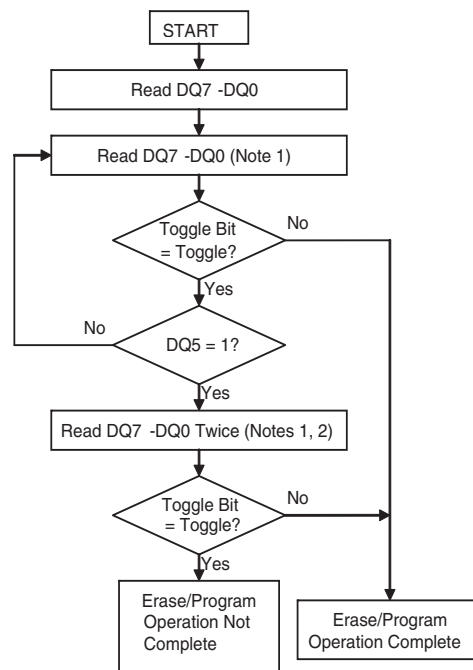 START
Read DQ7 -DQ0
Read DQ7 -DQ0 (Note 1)
Toggle Bit
= Toggle?
No
Yes
No
DQ5 = 1?
Yes
Read DQ7 -DQ0 Twice (Notes 1, 2)
Toggle Bit
= Toggle?
No
Yes
Erase/Program
Operation Not
Complete
Erase/Program
Operation Complete